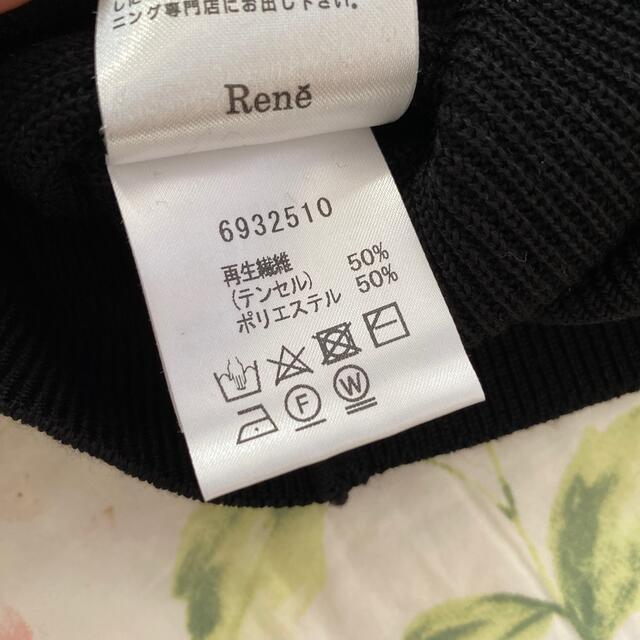 ニング専門店にお出し下さい。
René
6932510
再生繊維 50%
(テンセル) 50%
ポリエステル
F W